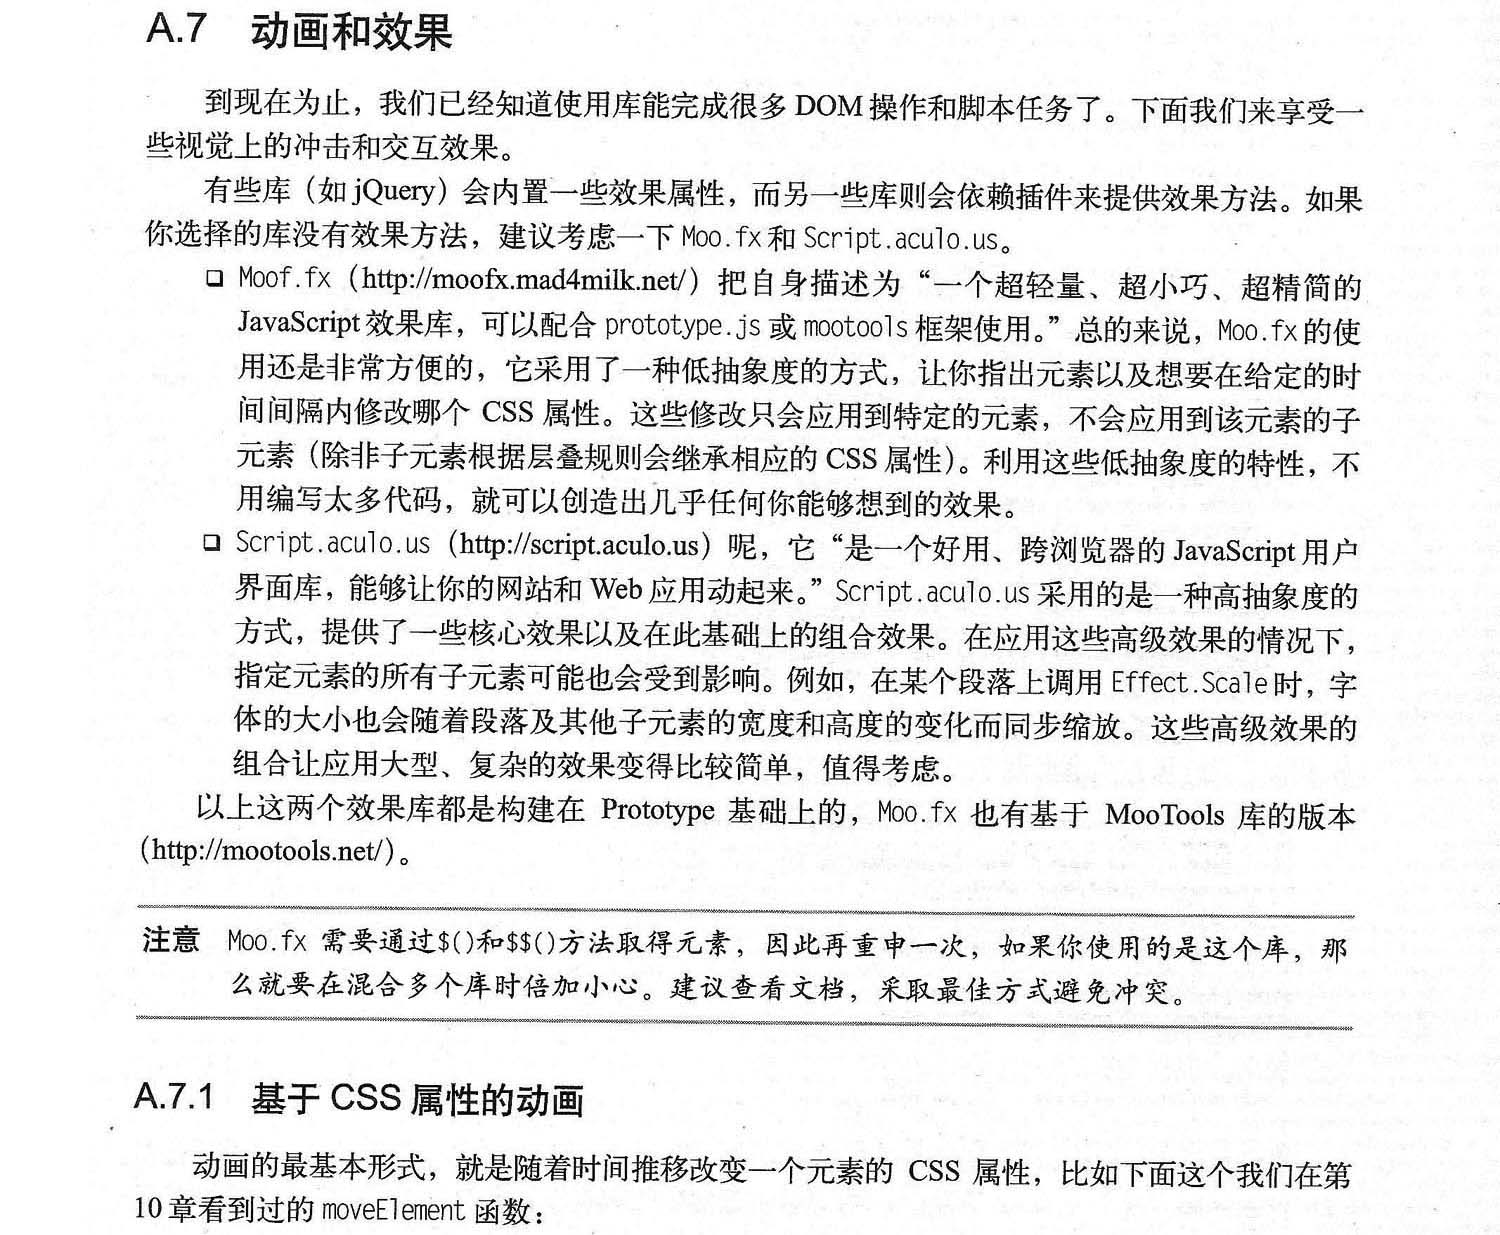 A.7 动画和效果
到现在为止，我们已经知道使用库能完成很多 DOM 操作和脚本任务了。下面我们来享受一
些视觉上的冲击和交互效果。
有些库（如 jQuery）会内置一些效果属性，而另一些库则会依赖插件来提供效果方法。如果
你选择的库没有效果方法，建议考虑一下 Moo.fx和 Script.aculo.us。
❑ Moof.fx（http://moofx.mad4milk.net/）把自身描述为“一个超轻量、超小巧、超精简的
JavaScript 效果库，可以配合 prototype.js 或 mootools 框架使用。”总的来说，Moo.fx 的使
用还是非常方便的，它采用了一种低抽象度的方式，让你指出元素以及想要在给定的时
间间隔内修改哪个 CSS 属性。这些修改只会应用到特定的元素，不会应用到该元素的子
元素（除非子元素根据层叠规则会继承相应的 CSS 属性）。利用这些低抽象度的特性，不
用编写太多代码，就可以创造出几乎任何你能够想到的效果。
❑ Script.aculo.us（http://script.aculo.us）呢，它“是一个好用、跨浏览器的 JavaScript 用户
界面库，能够让你的网站和 Web 应用动起来。”Script.aculo.us 采用的是一种高抽象度的
方式，提供了一些核心效果以及在此基础上的组合效果。在应用这些高级效果的情况下，
指定元素的所有子元素可能也会受到影响。例如，在某个段落上调用 Effect.Scale 时，字
体的大小也会随着段落及其他子元素的宽度和高度的变化而同步缩放。这些高级效果的
组合让应用大型、复杂的效果变得比较简单，值得考虑。
以上这两个效果库都是构建在 Prototype 基础上的，Moo.fx 也有基于 MooTools 库的版本
（http://mootools.net/）。
注意 Moo.fx 需要通过$()和$$()方法取得元素，因此再重申一次，如果你使用的是这个库，那
么就要在混合多个库时倍加小心。建议查看文档，采取最佳方式避免冲突。
A.7.1 基于 CSS 属性的动画
动画的最基本形式，就是随着时间推移改变一个元素的 CSS 属性，比如下面这个我们在第
10 章看到过的 moveElement 函数：